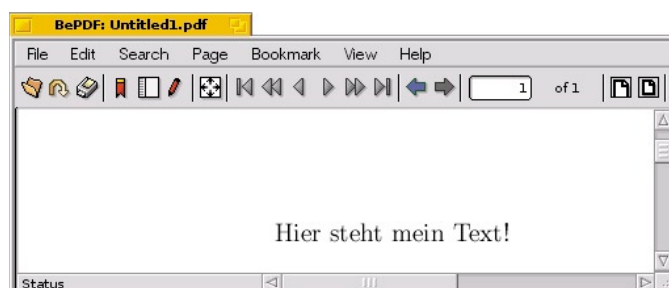 BePDF: Untitled1.pdf
File Edit Search Page Bookmark View Help
1 of 1
Hier steht mein Text!
Status